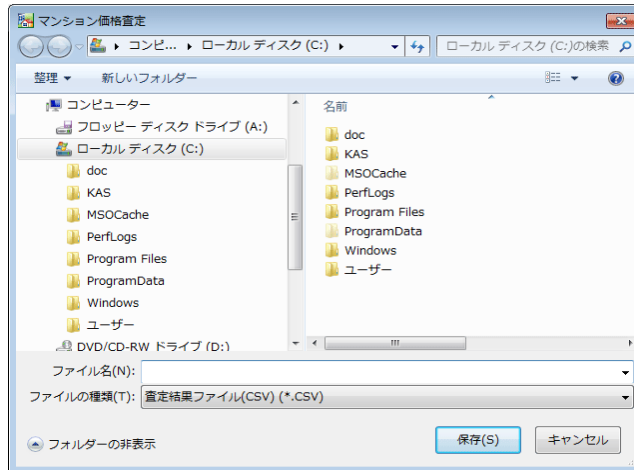 マンション価格査定
コンピ... ▸ ローカル ディスク (C:) ▸
ローカル ディスク (C:)の検索
整理 ▼ 新しいフォルダー
コンピューター
フロッピー ディスク ドライブ (A:)
ローカル ディスク (C:)
doc
KAS
MSOCache
PerfLogs
Program Files
ProgramData
Windows
ユーザー
DVD/CD-RW ドライブ (D:)
名前
doc
KAS
MSOCache
PerfLogs
Program Files
ProgramData
Windows
ユーザー
ファイル名(N):
ファイルの種類(T): 査定結果ファイル(CSV) (*.CSV)
フォルダーの非表示
保存(S)
キャンセル